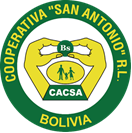 COOPERATIVA "SAN ANTONIO" R.L.
Bs
CACSA
BOLIVIA